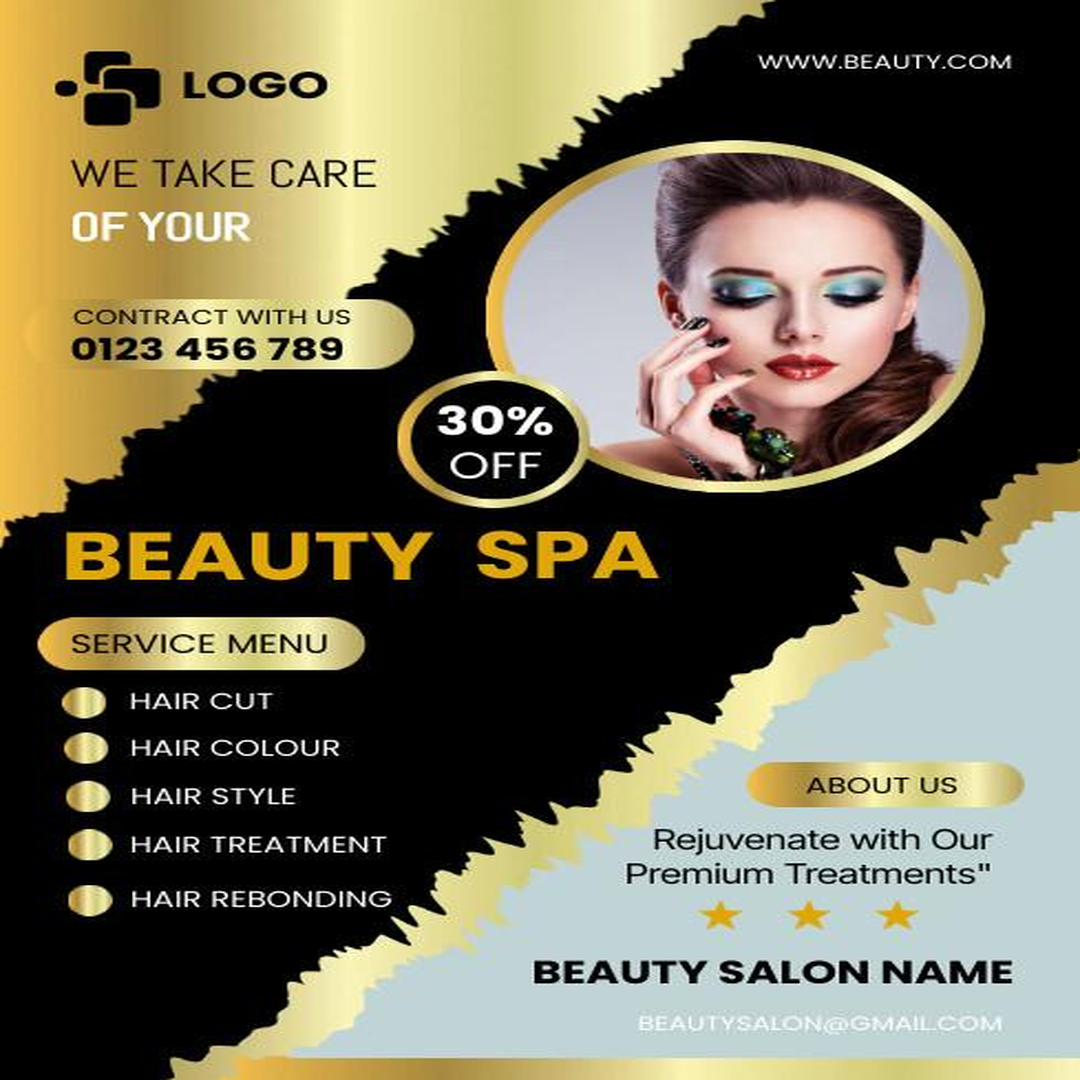 LOGO
WWW.BEAUTY.COM
WE TAKE CARE
OF YOUR
CONTRACT WITH US
0123 456 789
30%
OFF
BEAUTY SPA
SERVICE MENU
HAIR CUT
HAIR COLOUR
HAIR STYLE
HAIR TREATMENT
HAIR REBONDING
ABOUT US
Rejuvenate with Our
Premium Treatments"
BEAUTY SALON NAME
BEAUTYSALON@GMAIL.COM